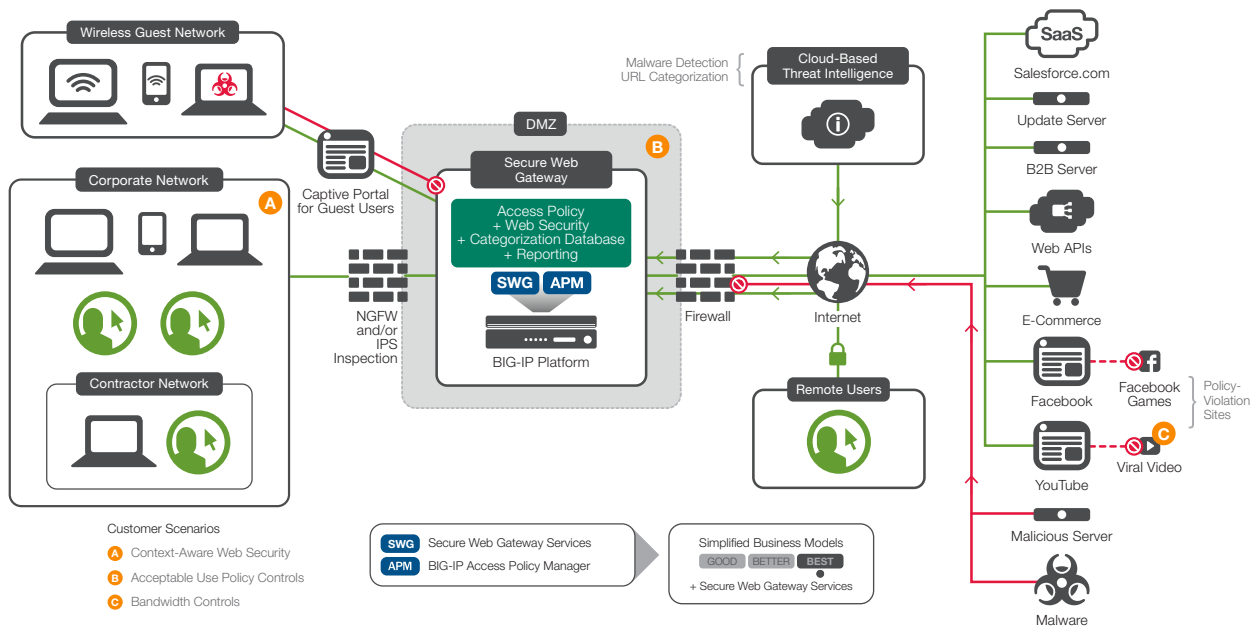 Wireless Guest Network
Corporate Network
A
Contractor Network
Captive Portal
for Guest Users
NGFW
and/or
IPS
Inspection
DMZ
B
Secure Web
Gateway
Access Policy
+ Web Security
+ Categorization Database
+ Reporting
SWG
APM
BIG-IP Platform
Firewall
Malware Detection
URL Categorization
Cloud-Based
Threat Intelligence
Internet
Remote Users
SaaS
Salesforce.com
Update Server
B2B Server
Web APIs
E-Commerce
Facebook
Facebook
Games
Policy-
Violation
Sites
C
YouTube
Viral Video
Malicious Server
Malware
Customer Scenarios
A Context-Aware Web Security
B Acceptable Use Policy Controls
C Bandwidth Controls
SWG Secure Web Gateway Services
APM BIG-IP Access Policy Manager
Simplified Business Models
GOOD BETTER BEST
+ Secure Web Gateway Services